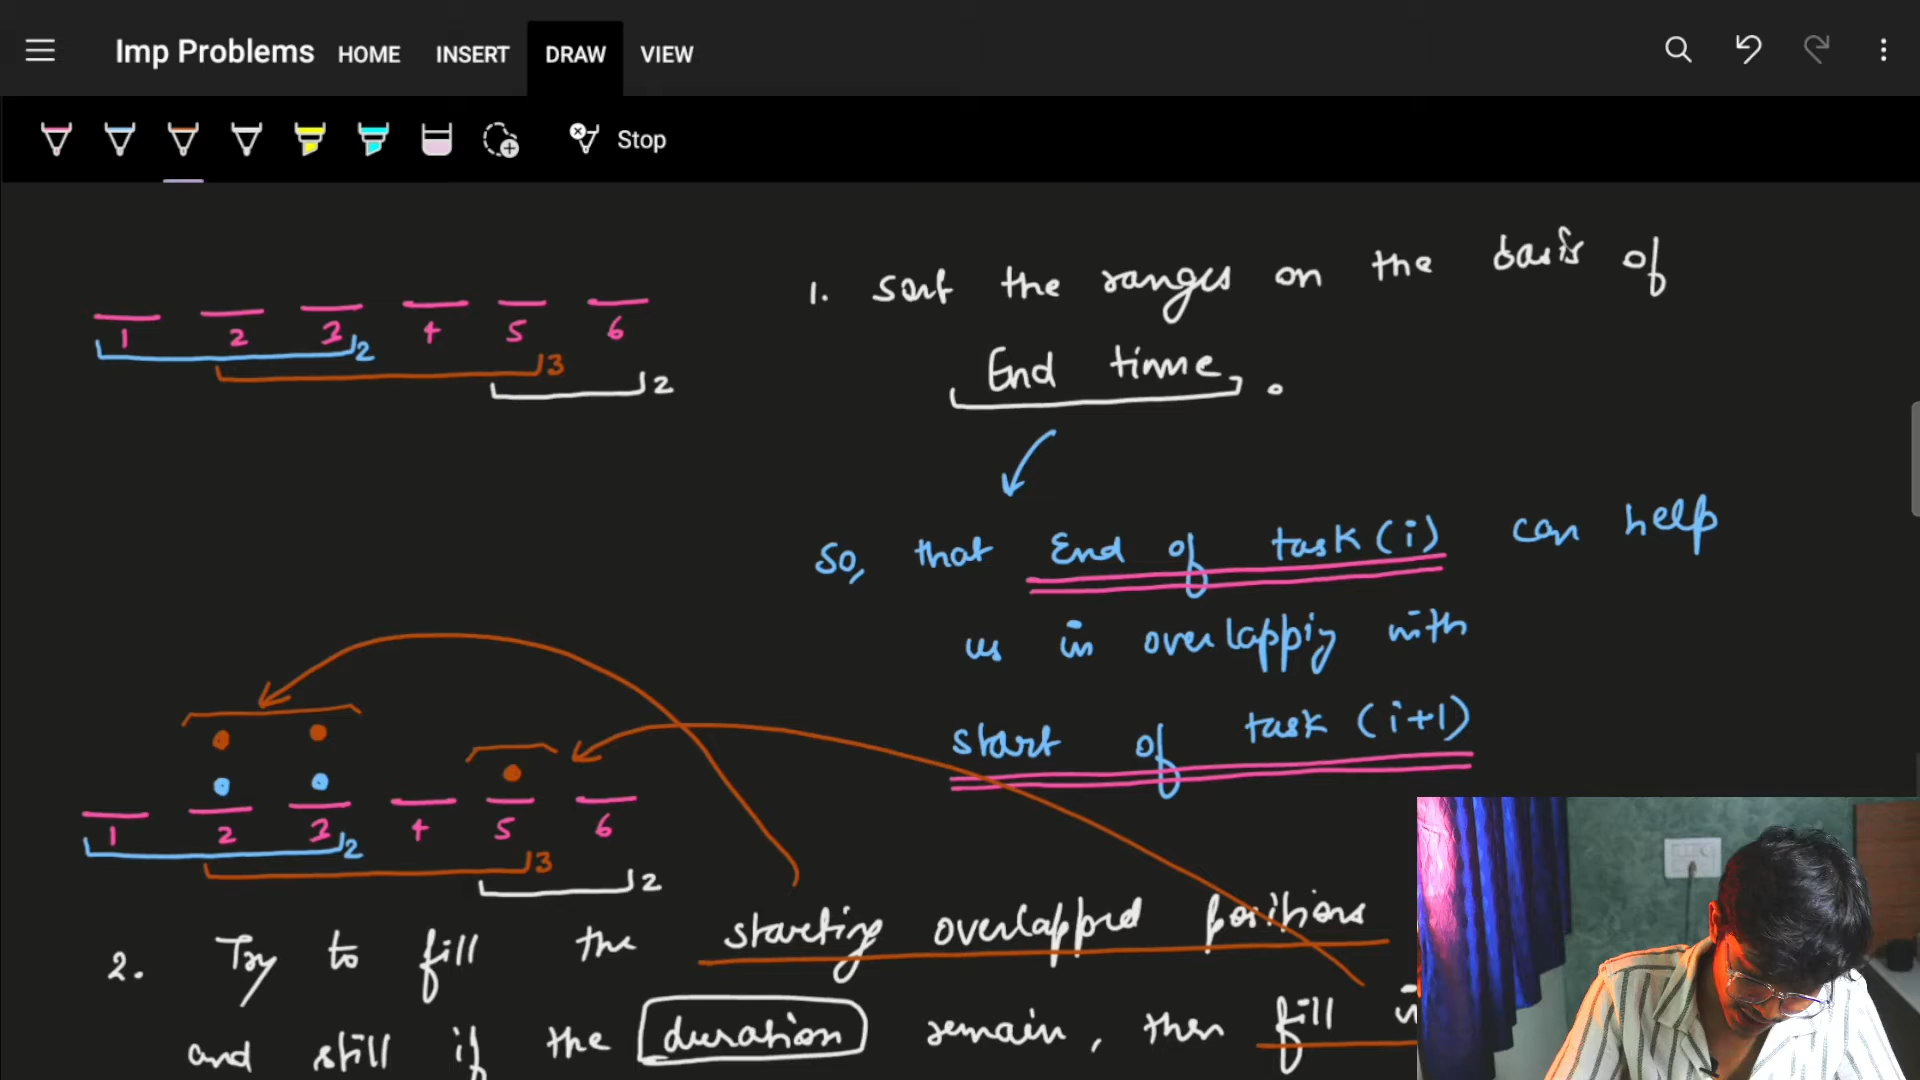 Imp Problems HOME INSERT DRAW VIEW
Stop
1 2 3 4 5 6
2
3
2
1. Sort the ranges on the basis of
End time.
So, that End of task(i) can help
us in overlappig with
start of task (i+1)
1 2 3 4 5 6
2
3
2
2. Try to fill the starting overlapped positions
and still if the duration remain, then fill